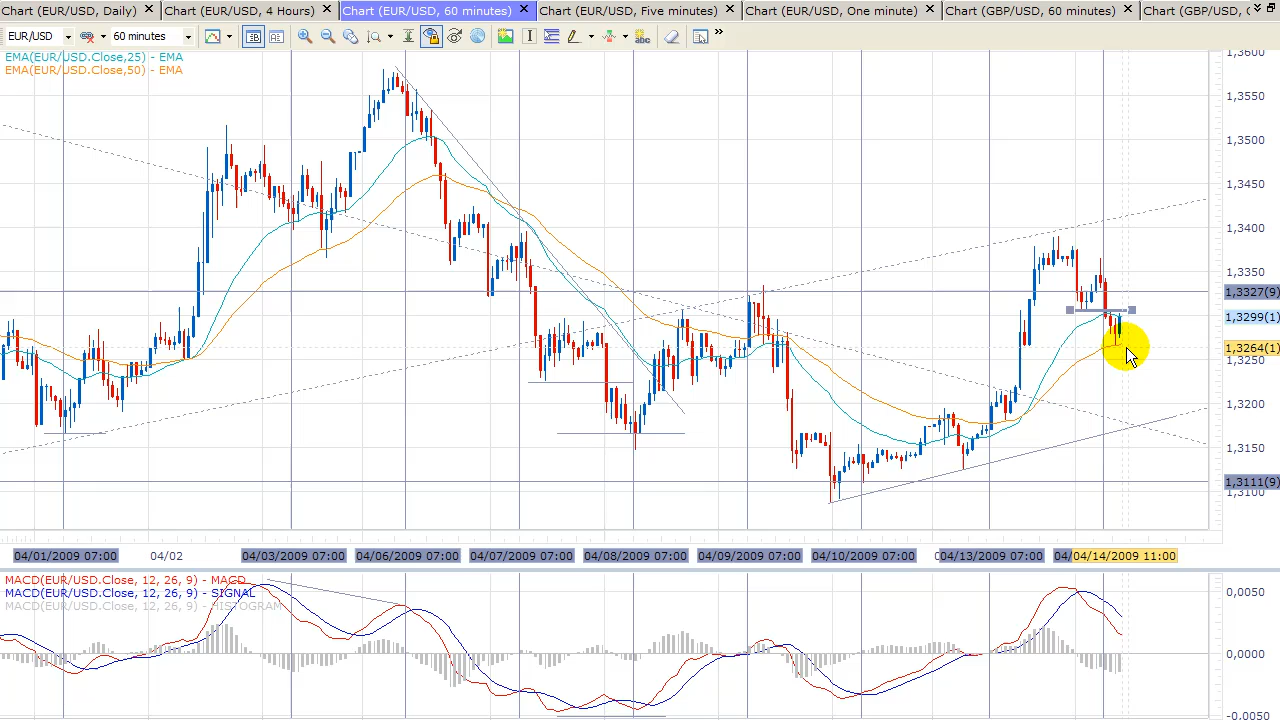 Chart (EUR/USD, Daily) Chart (EUR/USD, 4 Hours) Chart (EUR/USD, 60 minutes) Chart (EUR/USD, Five minutes) Chart (EUR/USD, One minute) Chart (GBP/USD, 60 minutes) Chart (GBP/USD,
EUR/USD 60 minutes abc
EMA(EUR/USD.Close,25) - EMA
EMA(EUR/USD.Close,50) - EMA
1,3600
1,3550
1,3500
1,3450
1,3400
1,3350
1,3327(9)
1,3299(1)
1,3264(1)
1,3250
1,3200
1,3150
1,3111(9)
1,3100
04/01/2009 07:00 04/02 04/03/2009 07:00 04/06/2009 07:00 04/07/2009 07:00 04/08/2009 07:00 04/09/2009 07:00 04/10/2009 07:00 04/13/2009 07:00 04/14/2009 11:00
MACD(EUR/USD.Close, 12, 26, 9) - MACD
MACD(EUR/USD.Close, 12, 26, 9) - SIGNAL
MACD(EUR/USD.Close, 12, 26, 9) - HISTOGRAM
0,0050
0,0000
-0,0050